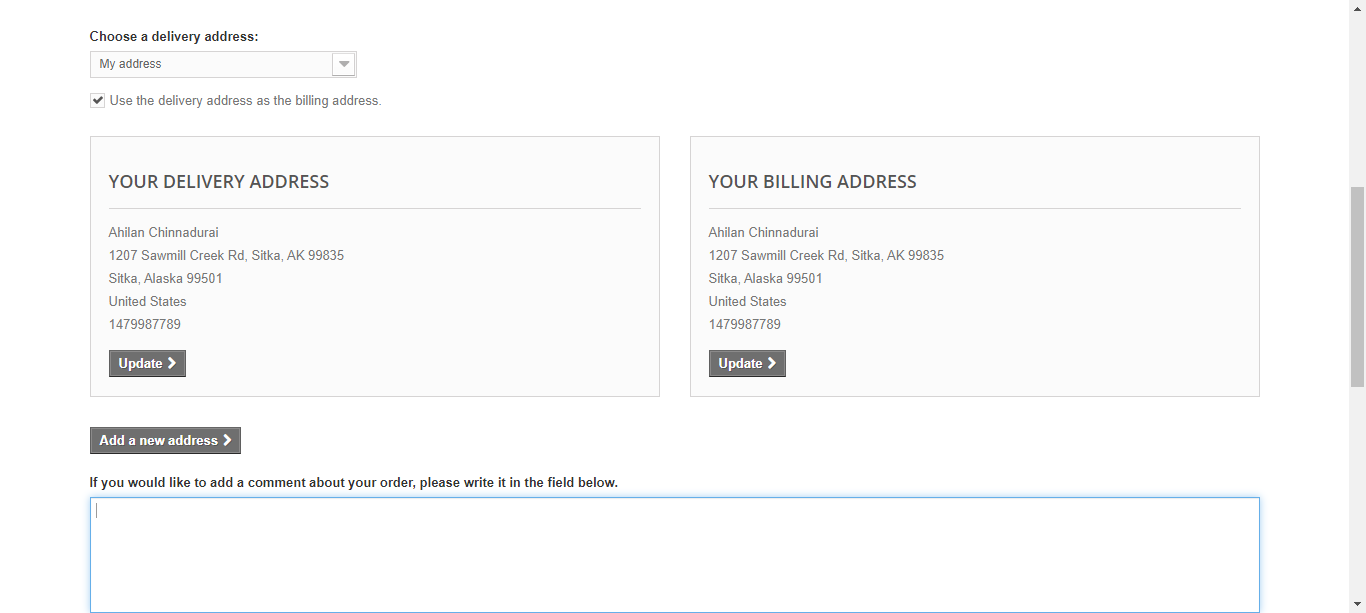 Choose a delivery address:
My address
Use the delivery address as the billing address.
YOUR DELIVERY ADDRESS
Ahilan Chinnadurai
1207 Sawmill Creek Rd, Sitka, AK 99835
Sitka, Alaska 99501
United States
1479987789
Update
YOUR BILLING ADDRESS
Ahilan Chinnadurai
1207 Sawmill Creek Rd, Sitka, AK 99835
Sitka, Alaska 99501
United States
1479987789
Update
Add a new address
If you would like to add a comment about your order, please write it in the field below.